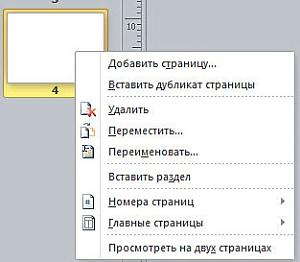 10
4
Добавить страницу...
Вставить дубликат страницы
Удалить
Переместить...
Переименовать...
Вставить раздел
Номера страниц
Главные страницы
Просмотреть на двух страницах